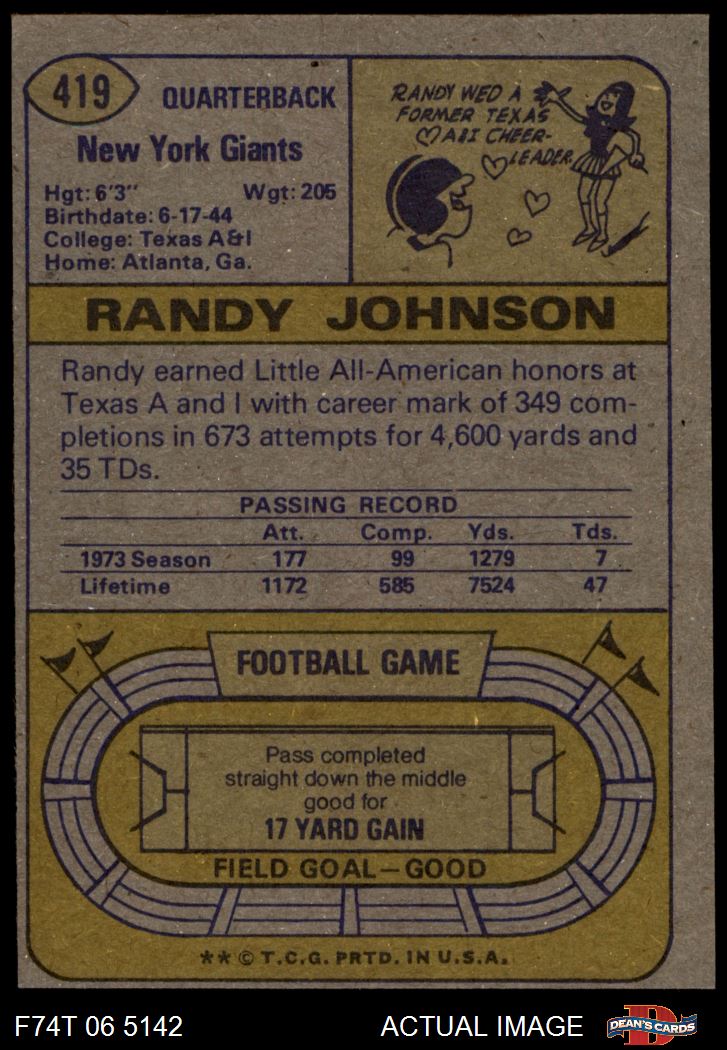 419
QUARTERBACK
New York Giants
Hgt: 6'3" Wgt: 205
Birthdate: 6-17-44
College: Texas A&I
Home: Atlanta, Ga.
RANDY WED A
FORMER TEXAS
A&I CHEER-
LEADER.
RANDY JOHNSON
Randy earned Little All-American honors at
Texas A and I with career mark of 349 com-
pletions in 673 attempts for 4,600 yards and
35 TDs.
PASSING RECORD
Att. Comp. Yds. Tds.
1973 Season 177 99 1279 7
Lifetime 1172 585 7524 47
FOOTBALL GAME
Pass completed
straight down the middle
good for
17 YARD GAIN
FIELD GOAL—GOOD
** © T.C.G. PRTD. IN U.S.A.
F74T 06 5142 ACTUAL IMAGE DEAN'S CARDS